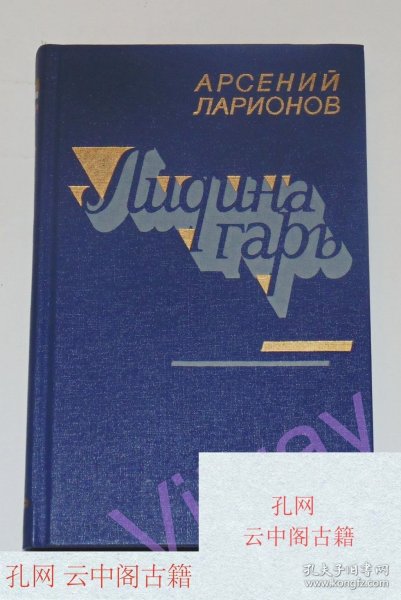 АРСЕНИЙ
ЛАРИОНОВ
Лидина
гарь
孔网
云中阁古籍
孔网 云中阁古籍
孔夫子旧书网
www.kongfz.com